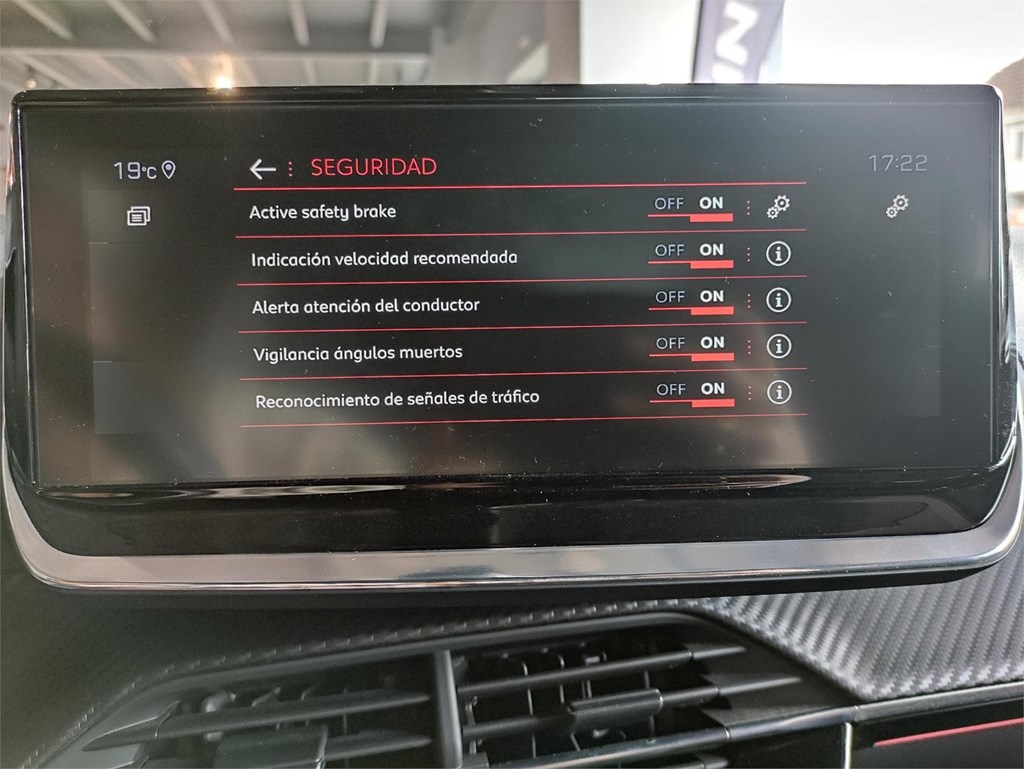 19°C
SEGURIDAD
17:22
Active safety brake OFF ON
Indicación velocidad recomendada OFF ON
Alerta atención del conductor OFF ON
Vigilancia ángulos muertos OFF ON
Reconocimiento de señales de tráfico OFF ON